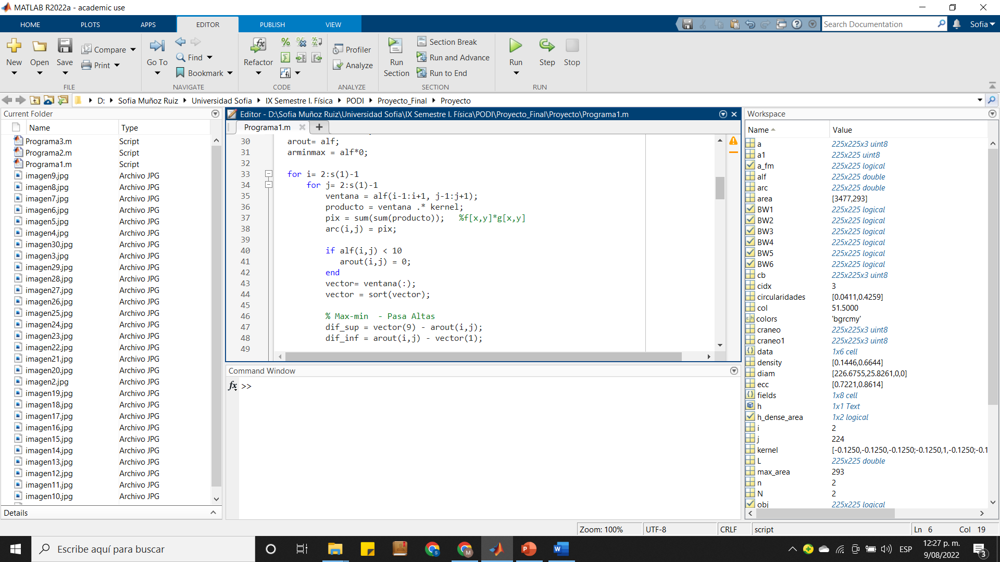 MATLAB R2022a - academic use
HOME PLOTS APPS EDITOR PUBLISH VIEW
Search Documentation
Sofia
New Open Save Compare Print
FILE
Go To Find Bookmark
NAVIGATE
Refactor
CODE
Profiler
Analyze
ANALYZE
Run Section
Section Break
Run and Advance
Run to End
SECTION
Run Step Stop
RUN
D: Sofia Muñoz Ruiz Universidad Sofia IX Semestre I. Física PODI Proyecto_Final Proyecto
Current Folder
Name Type
Programa3.m Script
Programa2.m Script
Programa1.m Script
imagen9.jpg Archivo JPG
imagen8.jpg Archivo JPG
imagen7.jpg Archivo JPG
imagen6.jpg Archivo JPG
imagen5.jpg Archivo JPG
imagen4.jpg Archivo JPG
imagen30.jpg Archivo JPG
imagen3.jpg Archivo JPG
imagen29.jpg Archivo JPG
imagen28.jpg Archivo JPG
imagen27.jpg Archivo JPG
imagen26.jpg Archivo JPG
imagen25.jpg Archivo JPG
imagen24.jpg Archivo JPG
imagen23.jpg Archivo JPG
imagen22.jpg Archivo JPG
imagen21.jpg Archivo JPG
imagen20.jpg Archivo JPG
imagen2.jpg Archivo JPG
imagen19.jpg Archivo JPG
imagen18.jpg Archivo JPG
imagen17.jpg Archivo JPG
imagen16.jpg Archivo JPG
imagen15.jpg Archivo JPG
imagen14.jpg Archivo JPG
imagen13.jpg Archivo JPG
imagen12.jpg Archivo JPG
imagen11.jpg Archivo JPG
imagen10.jpg Archivo JPG
Details
Editor - D:\Sofia Muñoz Ruiz\Universidad Sofia\IX Semestre I. Física\PODI\Proyecto_Final\Proyecto\Programa1.m
Programa1.m
30 arout= alf;
31 arminmax = alf*0;
32
33 for i= 2:s(1)-1
34 for j= 2:s(1)-1
35 ventana = alf(i-1:i+1, j-1:j+1);
36 producto = ventana .* kernel;
37 pix = sum(sum(producto)); %f[x,y]*g[x,y]
38 arc(i,j) = pix;
39
40 if alf(i,j) < 10
41 arout(i,j) = 0;
42 end
43 vector= ventana(:);
44 vector = sort(vector);
45
46 % Max-min - Pasa Altas
47 dif_sup = vector(9) - arout(i,j);
48 dif_inf = arout(i,j) - vector(1);
49
Command Window
fx >>
Workspace
Name Value
a 225x225x3 uint8
a1 225x225 uint8
a_fm 225x225 logical
alf 225x225 double
arc 225x225 double
area [3477,293]
BW1 225x225 logical
BW2 225x225 logical
BW3 225x225 logical
BW4 225x225 logical
BW5 225x225 logical
BW6 225x225 logical
cb 225x225x3 uint8
cidx 3
circularidades [0.0411,0.4259]
col 51.5000
colors 'bgrcmy'
craneo 225x225x3 uint8
craneo1 225x225x3 uint8
data 1x6 cell
density [0.1446,0.6644]
diam [226.6755,25.8261,0,0]
ecc [0.7221,0.8614]
fields 1x8 cell
h 1x1 Text
h_dense_area 1x2 logical
i 2
j 224
kernel [-0.1250,-0.1250,-0.1250;-0.1250,1,-0.1250;-0.1
L 225x225 double
max_area 293
n 2
N 2
obj 225x225 logical
Zoom: 100% UTF-8 CRLF script Ln 6 Col 19
Escribe aquí para buscar
ESP
12:27 p. m.
9/08/2022
3